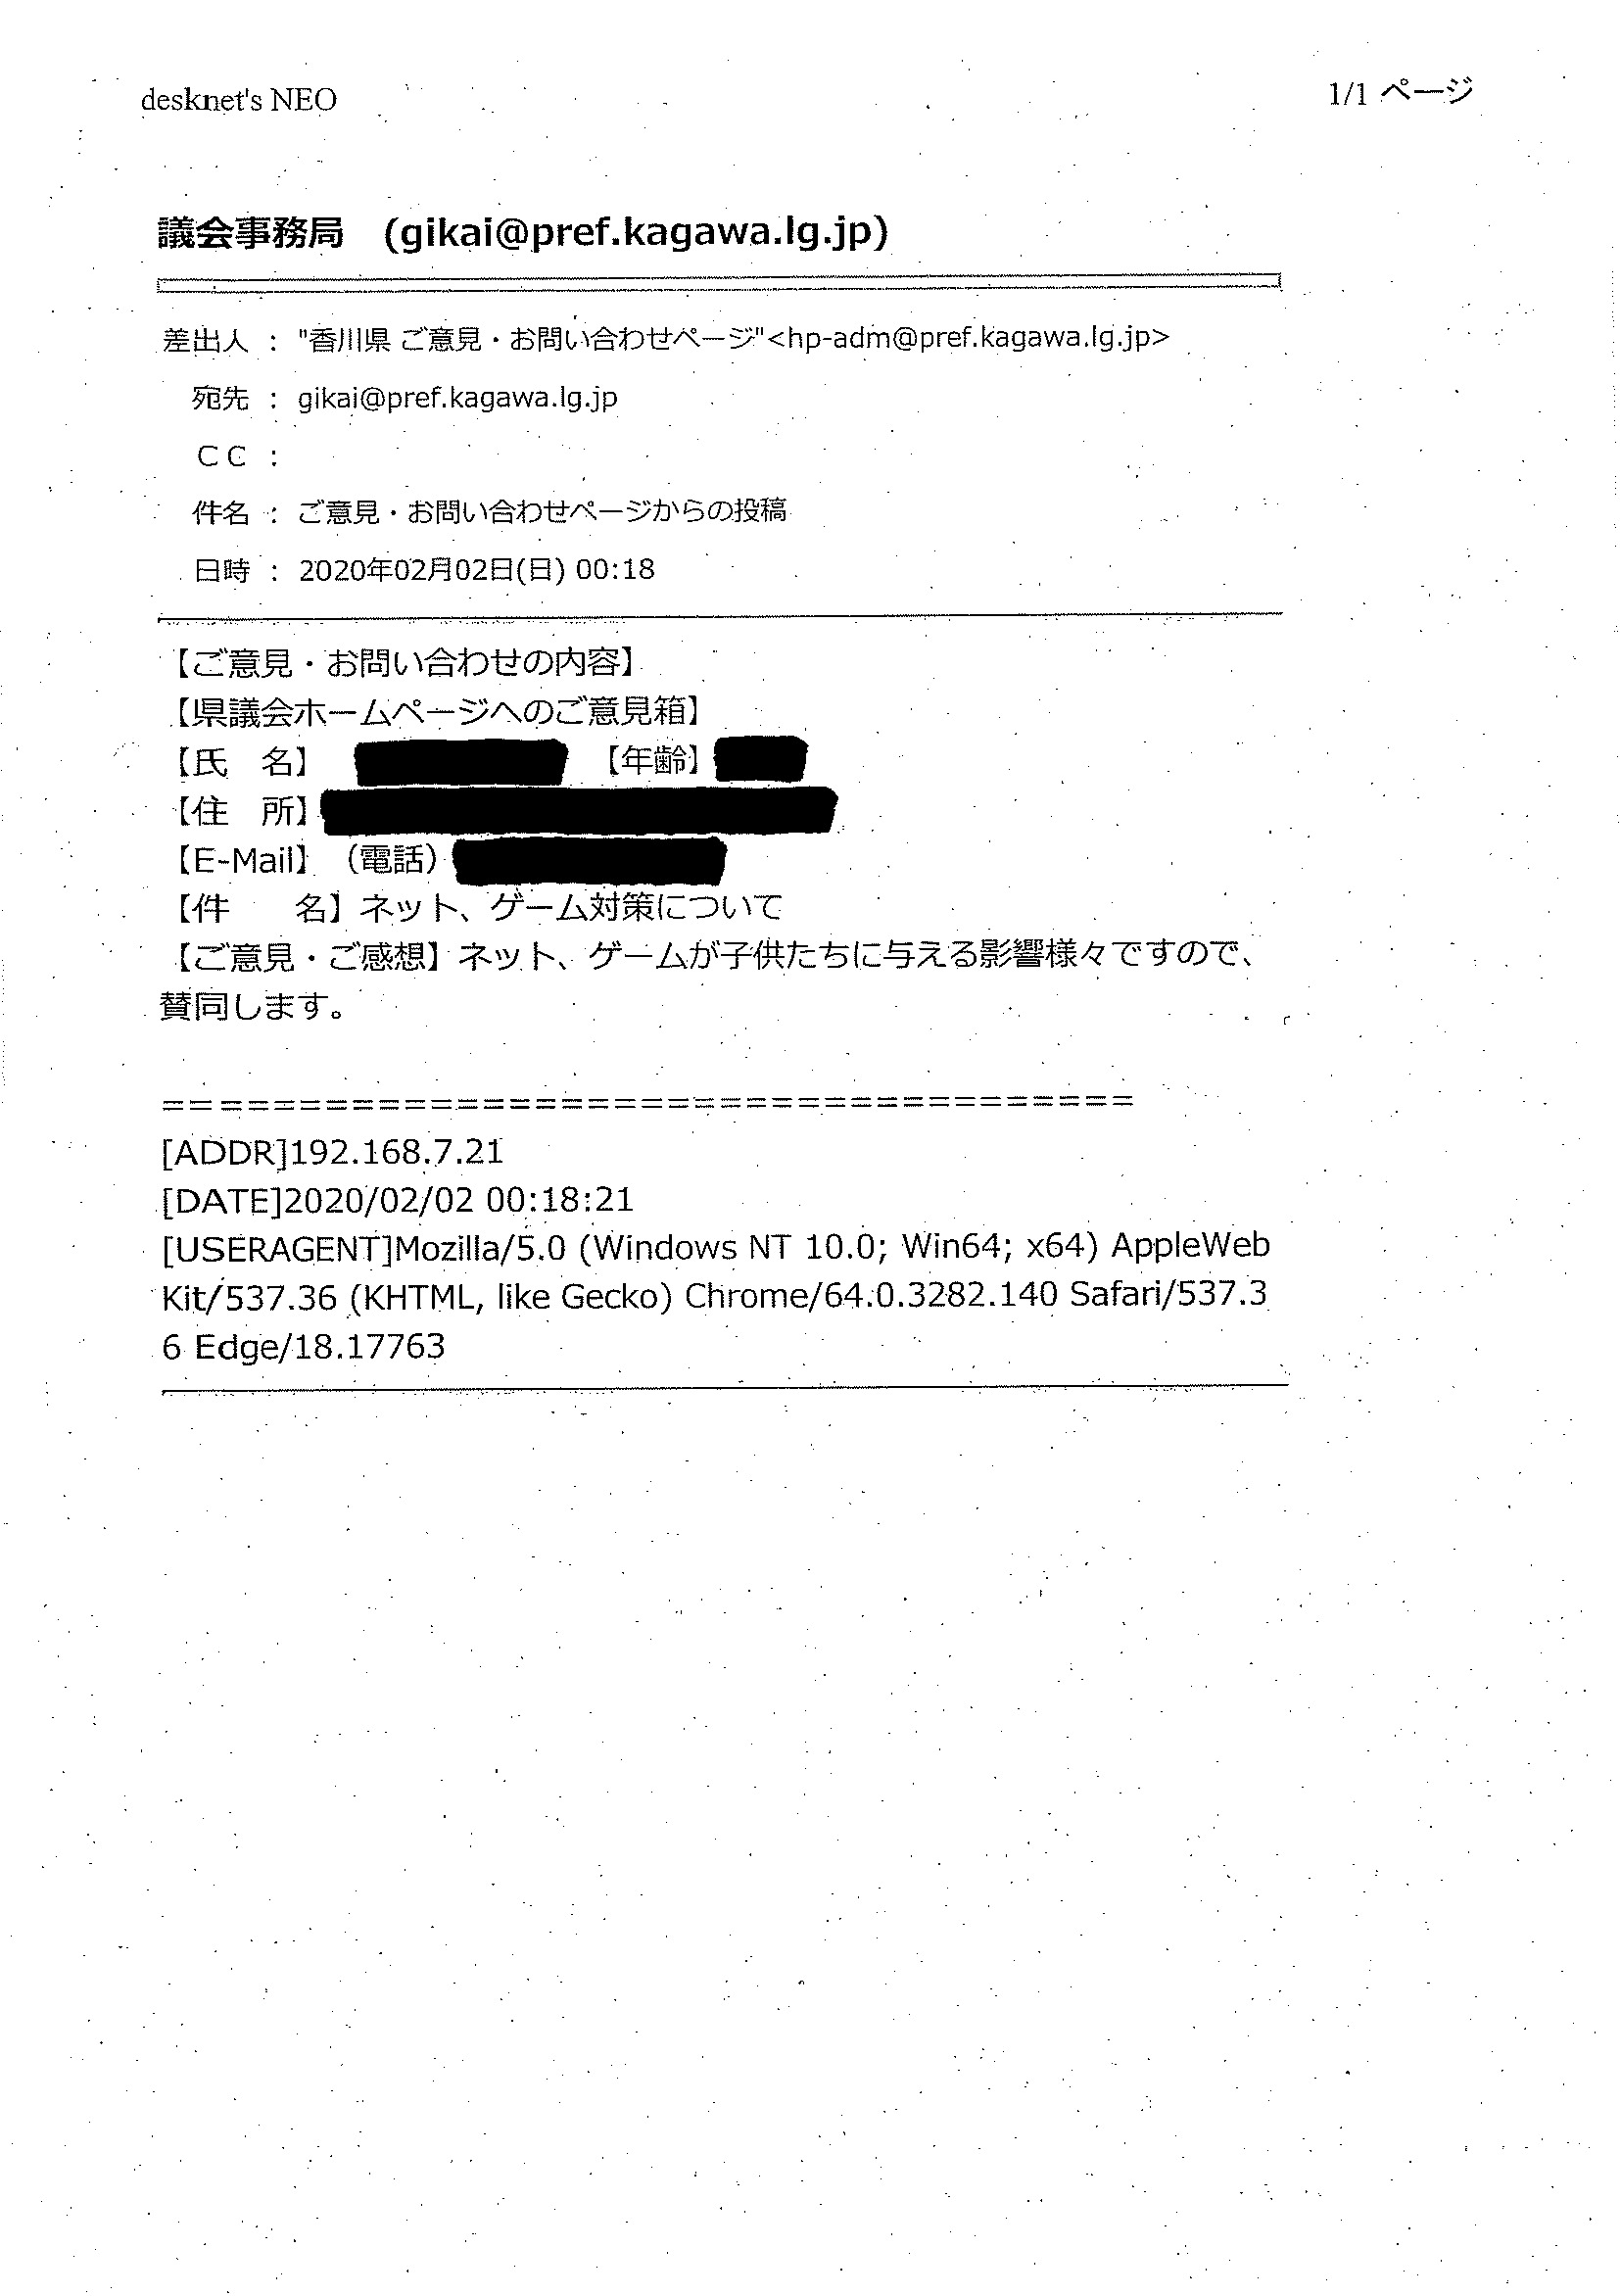 desknet's NEO
1/1 ページ
議会事務局 (gikai@pref.kagawa.lg.jp)
差出人 : "香川県 ご意見・お問い合わせページ"<hp-adm@pref.kagawa.lg.jp>
宛先 : gikai@pref.kagawa.lg.jp
ＣＣ :
件名 : ご意見・お問い合わせページからの投稿
日時 : 2020年02月02日(日) 00:18
【ご意見・お問い合わせの内容】
【県議会ホームページへのご意見箱】
【氏　名】 【年齢】
【住　所】
【E-Mail】（電話）
【件　　名】ネット、ゲーム対策について
【ご意見・ご感想】ネット、ゲームが子供たちに与える影響様々ですので、
賛同します。
=====================================
[ADDR]192.168.7.21
[DATE]2020/02/02 00:18:21
[USERAGENT]Mozilla/5.0 (Windows NT 10.0; Win64; x64) AppleWeb
Kit/537.36 (KHTML, like Gecko) Chrome/64.0.3282.140 Safari/537.3
6 Edge/18.17763